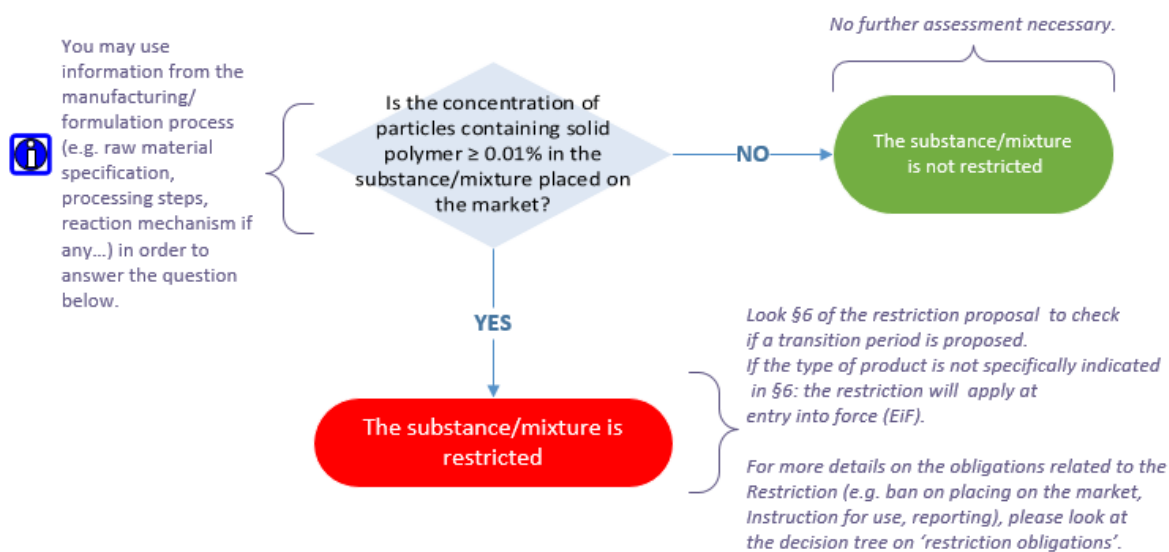 No further assessment necessary.
You may use
information from the
manufacturing/
formulation process
(e.g. raw material
specification,
processing steps,
reaction mechanism if
any...) in order to
answer the question
below.
i
Is the concentration of
particles containing solid
polymer ≥ 0.01% in the
substance/mixture placed on
the market?
NO
The substance/mixture
is not restricted
YES
The substance/mixture is
restricted
Look §6 of the restriction proposal to check
if a transition period is proposed.
If the type of product is not specifically indicated
in §6: the restriction will apply at
entry into force (EiF).
For more details on the obligations related to the
Restriction (e.g. ban on placing on the market,
Instruction for use, reporting), please look at
the decision tree on ‘restriction obligations’.